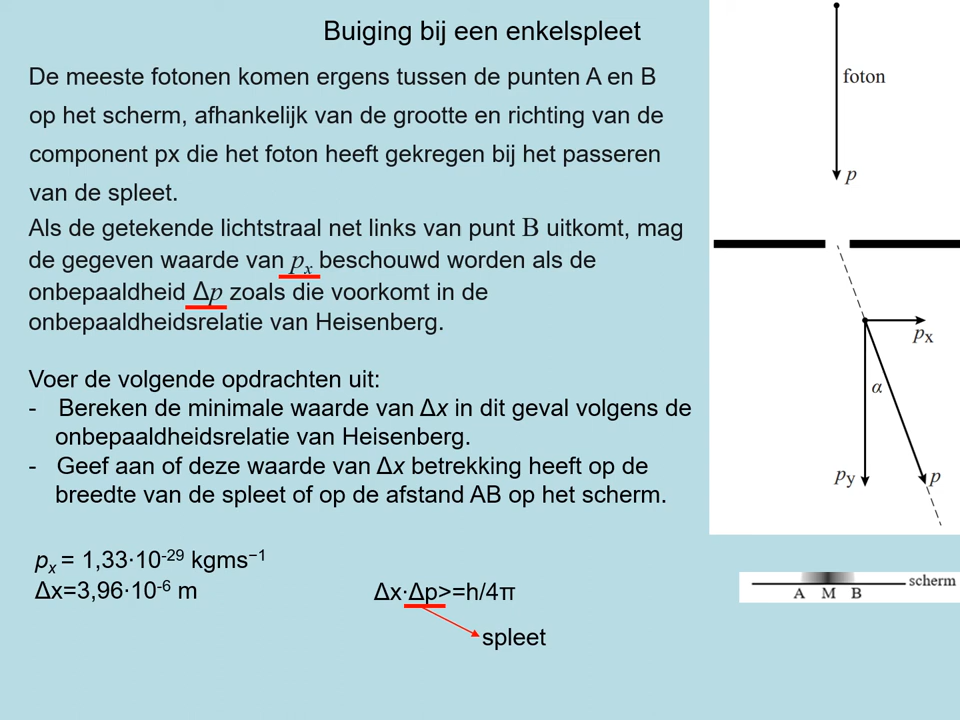 Buiging bij een enkelspleet
De meeste fotonen komen ergens tussen de punten A en B
op het scherm, afhankelijk van de grootte en richting van de
component px die het foton heeft gekregen bij het passeren
van de spleet.
Als de getekende lichtstraal net links van punt B uitkomt, mag
de gegeven waarde van pₓ beschouwd worden als de
onbepaaldheid Δp zoals die voorkomt in de
onbepaaldheidsrelatie van Heisenberg.
Voer de volgende opdrachten uit:
- Bereken de minimale waarde van Δx in dit geval volgens de
onbepaaldheidsrelatie van Heisenberg.
- Geef aan of deze waarde van Δx betrekking heeft op de
breedte van de spleet of op de afstand AB op het scherm.
pₓ = 1,33·10⁻²⁹ kgms⁻¹
Δx=3,96·10⁻⁶ m
Δx·Δp>=h/4π
spleet
foton
p
px
α
py
p
scherm
A M B